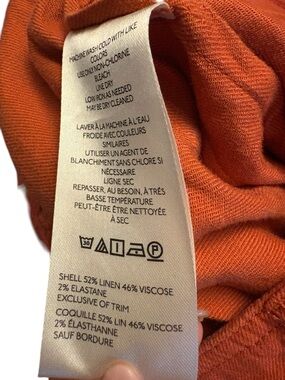 MACHINE WASH COLD WITH LIKE
COLORS
USE ONLY NON-CHLORINE
BLEACH
LINE DRY
LOW IRON AS NEEDED
MAY BE DRY CLEANED
LAVER À LA MACHINE À L'EAU
FROIDE AVEC COULEURS
SIMILAIRES
UTILISER UN AGENT DE
BLANCHIMENT SANS CHLORE SI
NÉCESSAIRE
LIGNE SEC
REPASSER, AU BESOIN, À TRÈS
BASSE TEMPÉRATURE
PEUT-ÊTRE ÊTRE NETTOYÉE
À SEC
30 P
SHELL 52% LINEN 46% VISCOSE
2% ELASTANE
EXCLUSIVE OF TRIM
COQUILLE 52% LIN 46% VISCOSE
2% ÉLASTHANNE
SAUF BORDURE